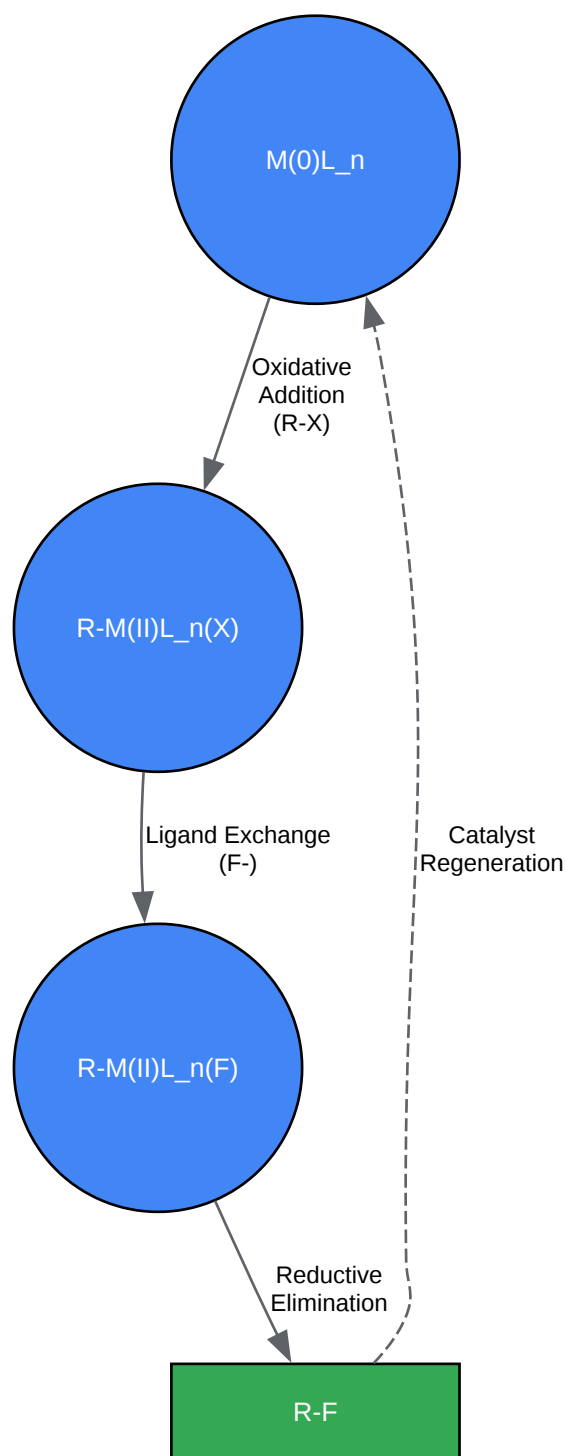 M(0)L_n
Oxidative
Addition
(R-X)
R-M(II)L_n(X)
Ligand Exchange
(F-)
Catalyst
Regeneration
R-M(II)L_n(F)
Reductive
Elimination
R-F